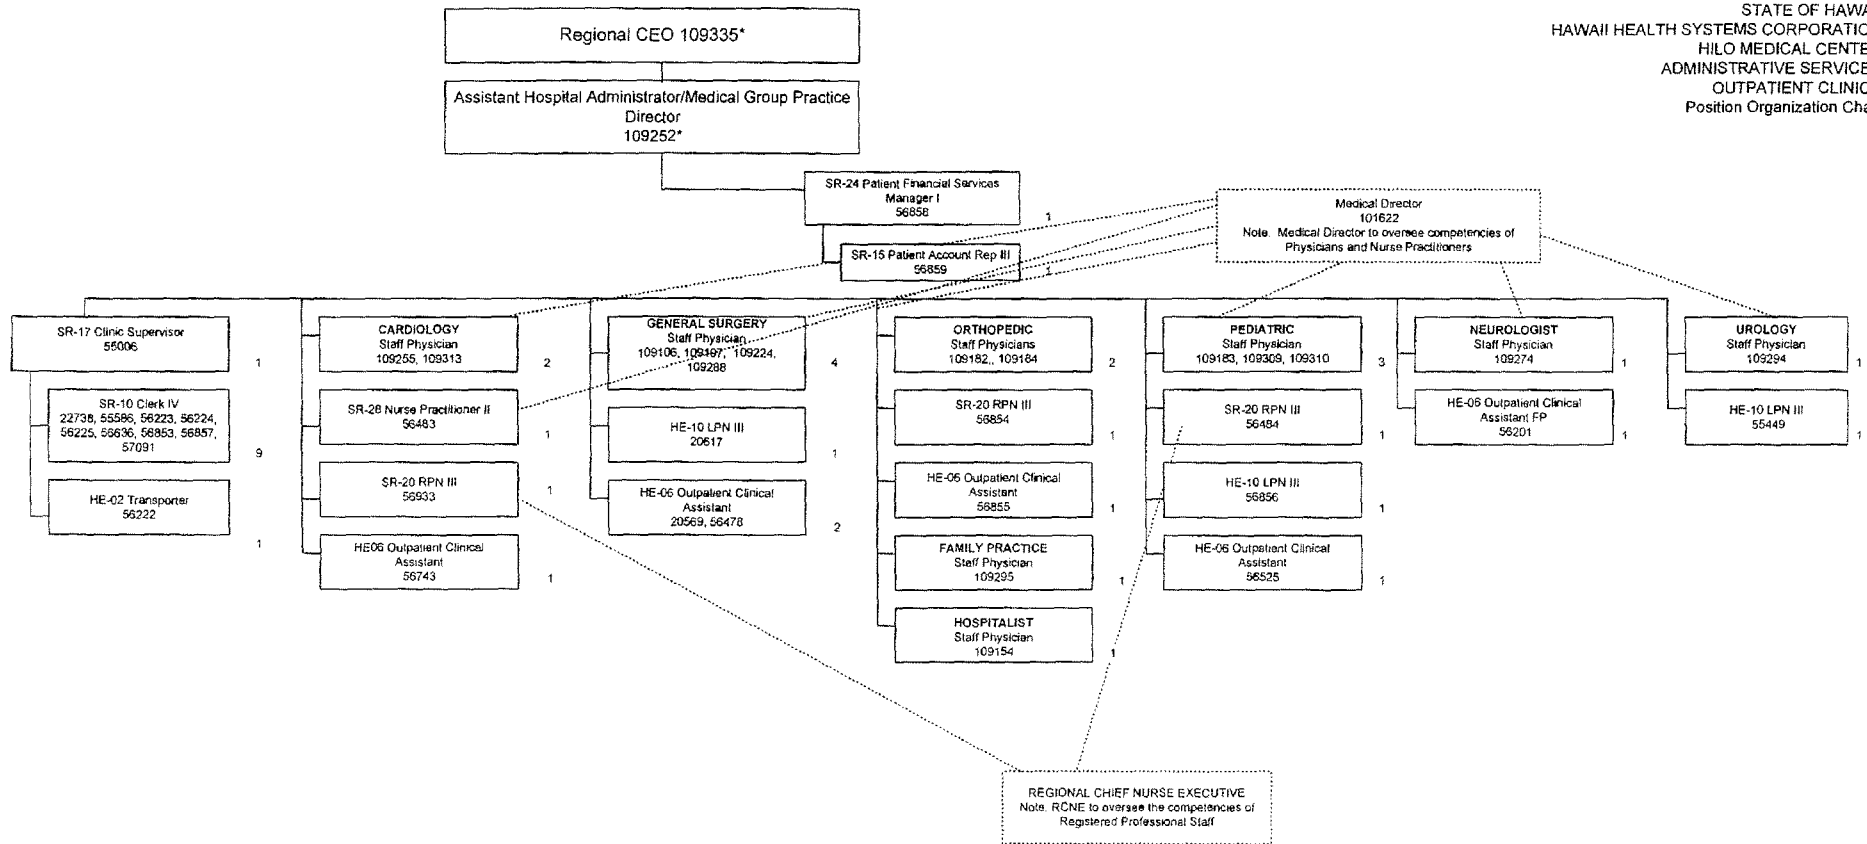 STATE OF HAWA
HAWAII HEALTH SYSTEMS CORPORATIO
HILO MEDICAL CENTE
ADMINISTRATIVE SERVICE
OUTPATIENT CLINIC
Position Organization Cha
Regional CEO 109335*
Assistant Hospital Administrator/Medical Group Practice
Director
109252*
SR-24 Patient Financial Services
Manager I
56858
1
SR-15 Patient Account Rep III
56859
1
Medical Director
101622
Note. Medical Director to oversee competencies of
Physicians and Nurse Practitioners
SR-17 Clinic Supervisor
55006
1
SR-10 Clerk IV
22738, 55586, 56223, 56224,
56225, 56636, 56853, 56857,
57091
9
HE-02 Transporter
56222
1
CARDIOLOGY
Staff Physician
109255, 109313
2
SR-28 Nurse Practitioner II
56483
1
SR-20 RPN III
56933
1
HE06 Outpatient Clinical
Assistant
56743
1
GENERAL SURGERY
Staff Physician
109106, 109107, 109224,
109288
4
HE-10 LPN III
20617
1
HE-06 Outpatient Clinical
Assistant
20569, 56478
2
ORTHOPEDIC
Staff Physicians
109182,, 109184
2
SR-20 RPN III
56854
1
HE-06 Outpatient Clinical
Assistant
56855
1
FAMILY PRACTICE
Staff Physician
109295
1
HOSPITALIST
Staff Physician
109154
1
PEDIATRIC
Staff Physician
109183, 109309, 109310
3
SR-20 RPN III
56484
1
HE-10 LPN III
56856
1
HE-06 Outpatient Clinical
Assistant
56525
1
NEUROLOGIST
Staff Physician
109274
1
HE-06 Outpatient Clinical
Assistant FP
56201
1
UROLOGY
Staff Physician
109294
1
HE-10 LPN III
55449
1
REGIONAL CHIEF NURSE EXECUTIVE
Note. RCNE to oversee the competencies of
Registered Professional Staff